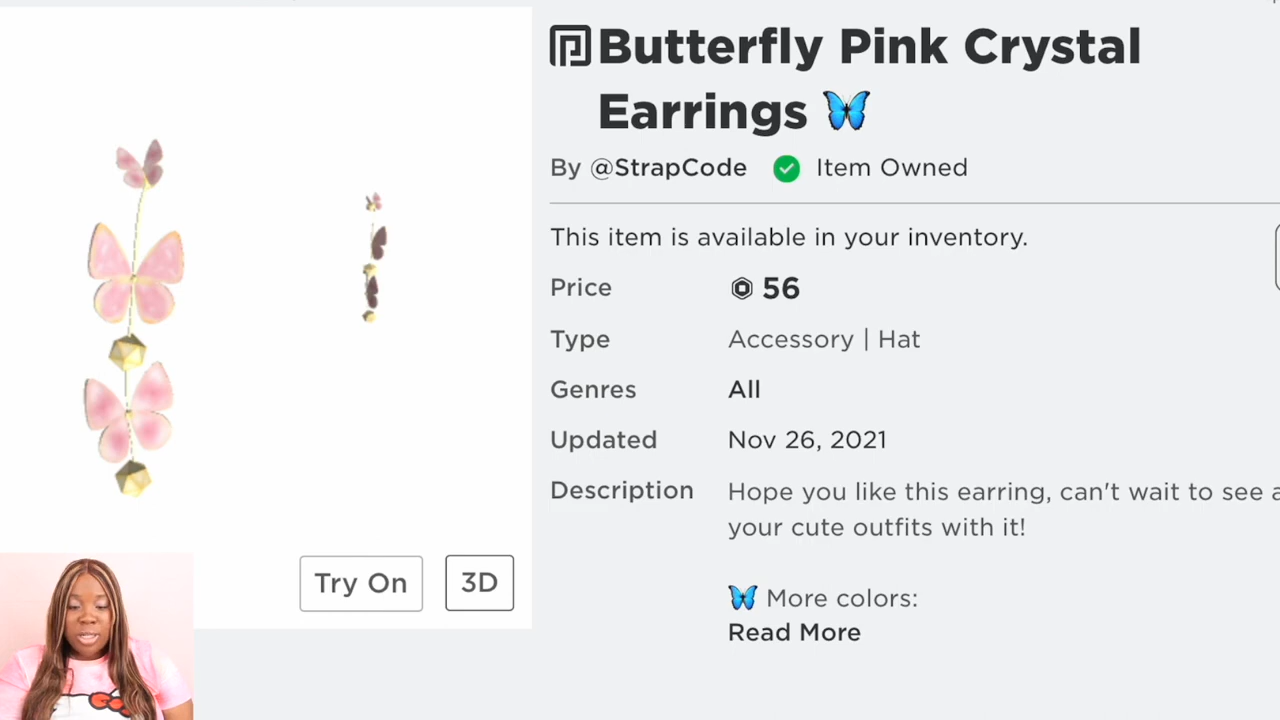 Butterfly Pink Crystal
Earrings 🦋
By @StrapCode Item Owned
This item is available in your inventory.
Price 56
Type Accessory | Hat
Genres All
Updated Nov 26, 2021
Description Hope you like this earring, can't wait to see
your cute outfits with it!
🦋 More colors:
Read More
Try On 3D